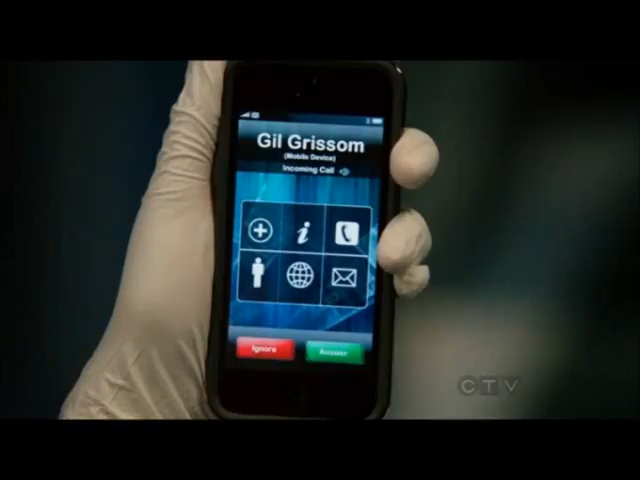 Gil Grissom
(Mobile Device)
Incoming Call
Ignore
Answer
CTV